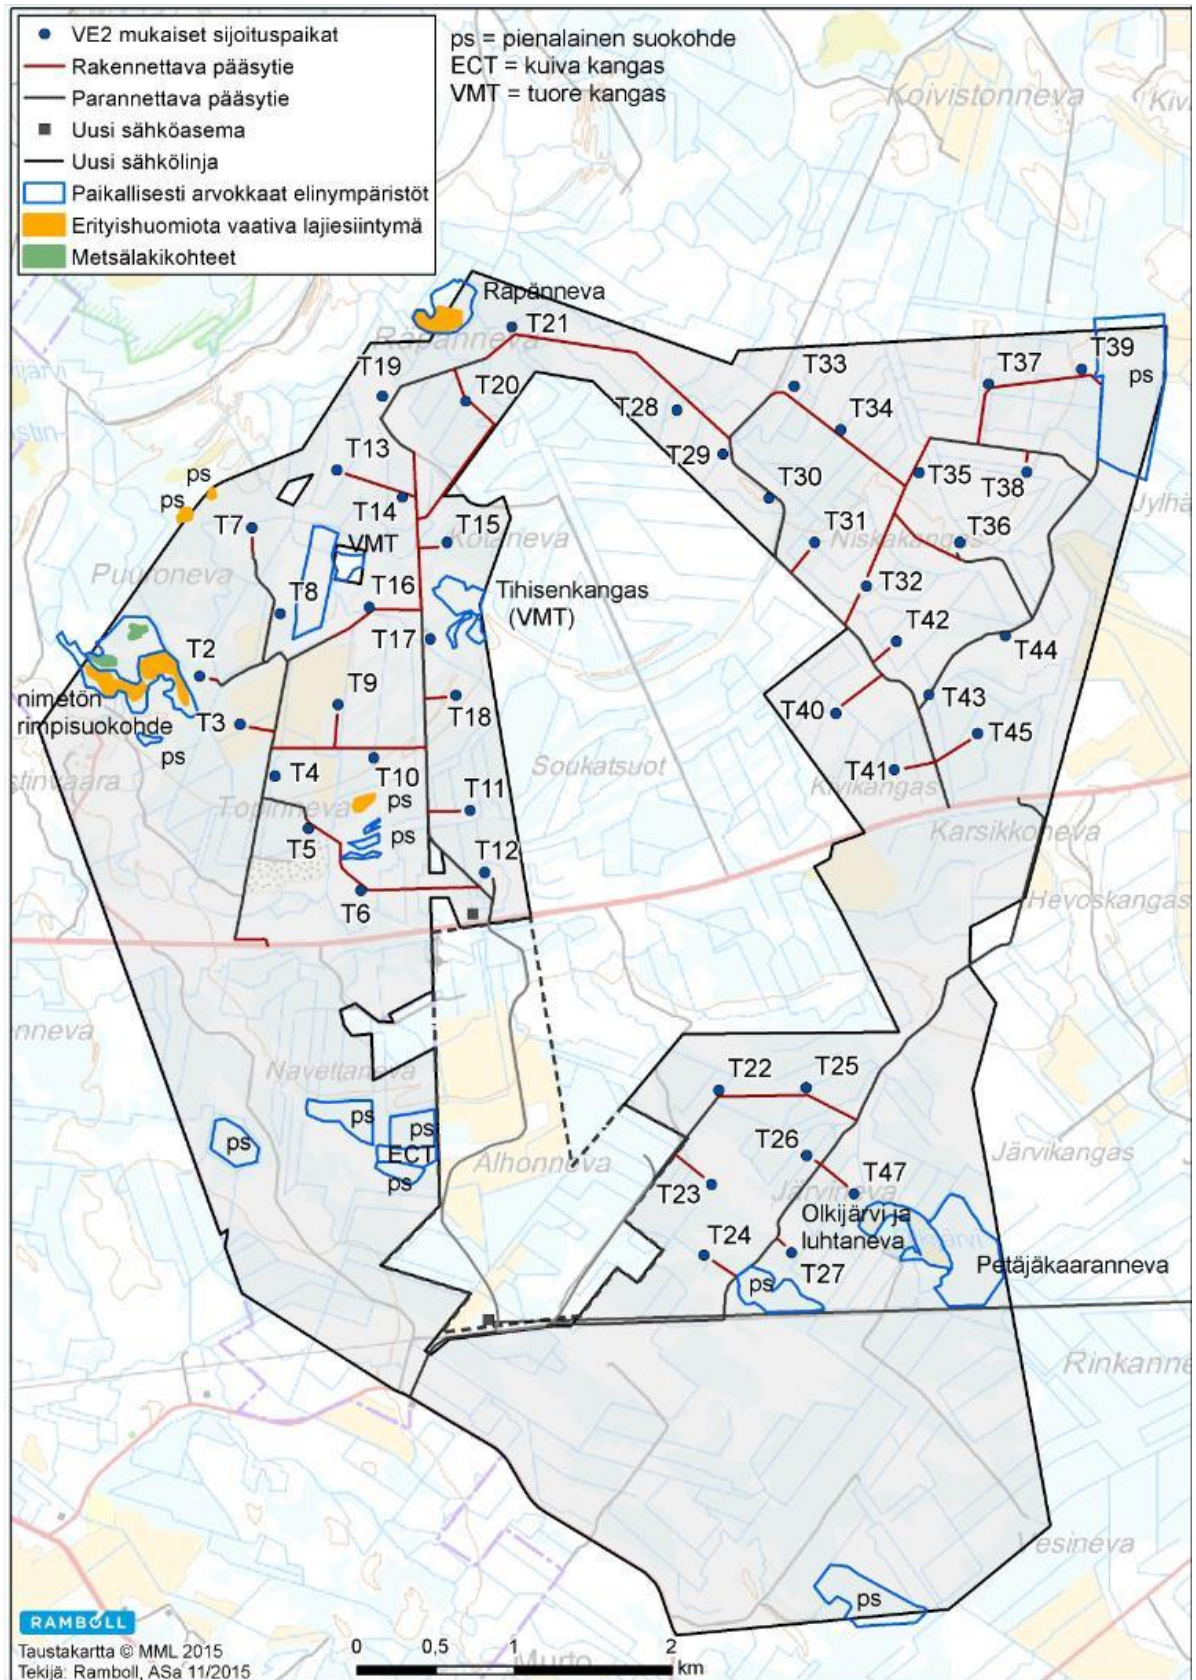 VE2 mukaiset sijoituspaikat
Rakennettava pääsytie
Parannettava pääsytie
Uusi sähköasema
Uusi sähkölinja
Paikallisesti arvokkaat elinympäristöt
Erityishuomiota vaativa lajiesiintymä
Metsälakikohteet
ps = pienalainen suokohde
ECT = kuiva kangas
VMT = tuore kangas
Koivistonneva
Rapänneva
Rapänneva
T21
T19
T20
T28
T33
T37
T39
ps
T34
T29
T13
ps
ps
T14
T30
T35
T38
T7
VMT
T15
Kotaneva
T31
Niskakangas
T36
Puuroneva
T8
T16
Tihisenkangas
(VMT)
T32
T17
T42
T44
T2
nimetön
rimpisuokohde
T9
T18
T3
T40
T43
T45
ps
T4
T10
Soukatsuot
T41
Kivikangas
Topinneva
ps
T11
Karsikkoneva
T5
ps
T12
T6
Hevoskangas
Navettaneva
T22
T25
ps
ps
ps
ECT
ps
Alhonneva
T26
Järvikangas
T23
T47
Järvineva
Olkijärvi ja
luhtaneva
T24
T27
ps
Petäjäkaaranneva
ps
RAMBOLL
Taustakartta © MML 2015
Tekijä: Ramboll, ASa 11/2015
0 0,5 1 2
km
Murto